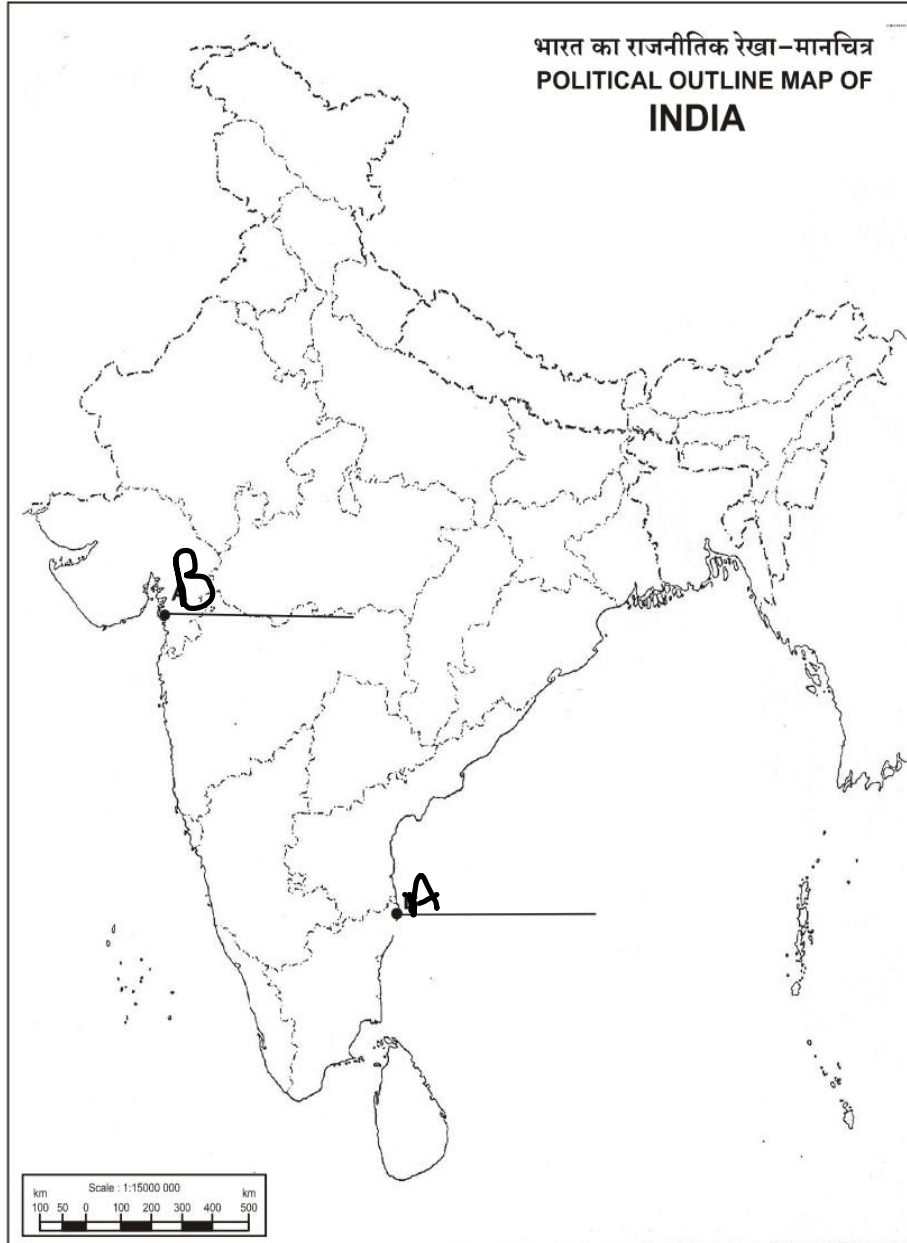 भारत का राजनीतिक रेखा-मानचित्र
POLITICAL OUTLINE MAP OF
INDIA
B
A
Scale : 1:15000 000
km km
100 50 0 100 200 300 400 500